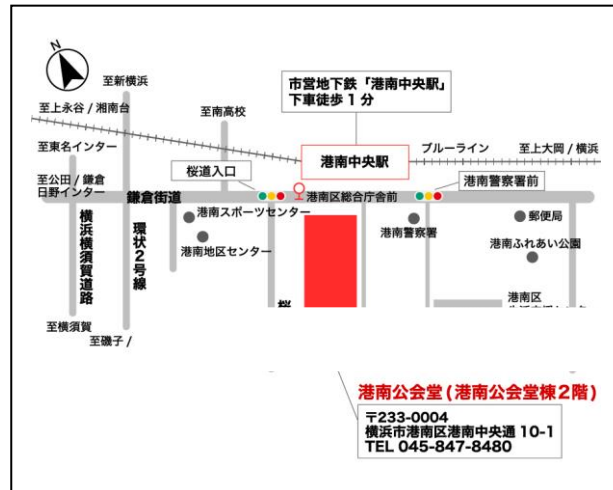 市営地下鉄「港南中央駅」
下車徒歩 1 分
至新横浜
至上永谷 / 湘南台
至南高校
至東名インター
港南中央駅
ブルーライン
至上大岡 / 横浜
桜道入口
港南警察署前
至公田 / 鎌倉
日野インター
鎌倉街道
港南区総合庁舎前
港南スポーツセンター
港南警察署
郵便局
港南地区センター
港南ふれあい公園
横浜横須賀道路
環状2号線
桜
港南区
至横須賀
至磯子 /
港南公会堂 (港南公会堂棟2階)
〒233-0004
横浜市港南区港南中央通 10-1
TEL 045-847-8480